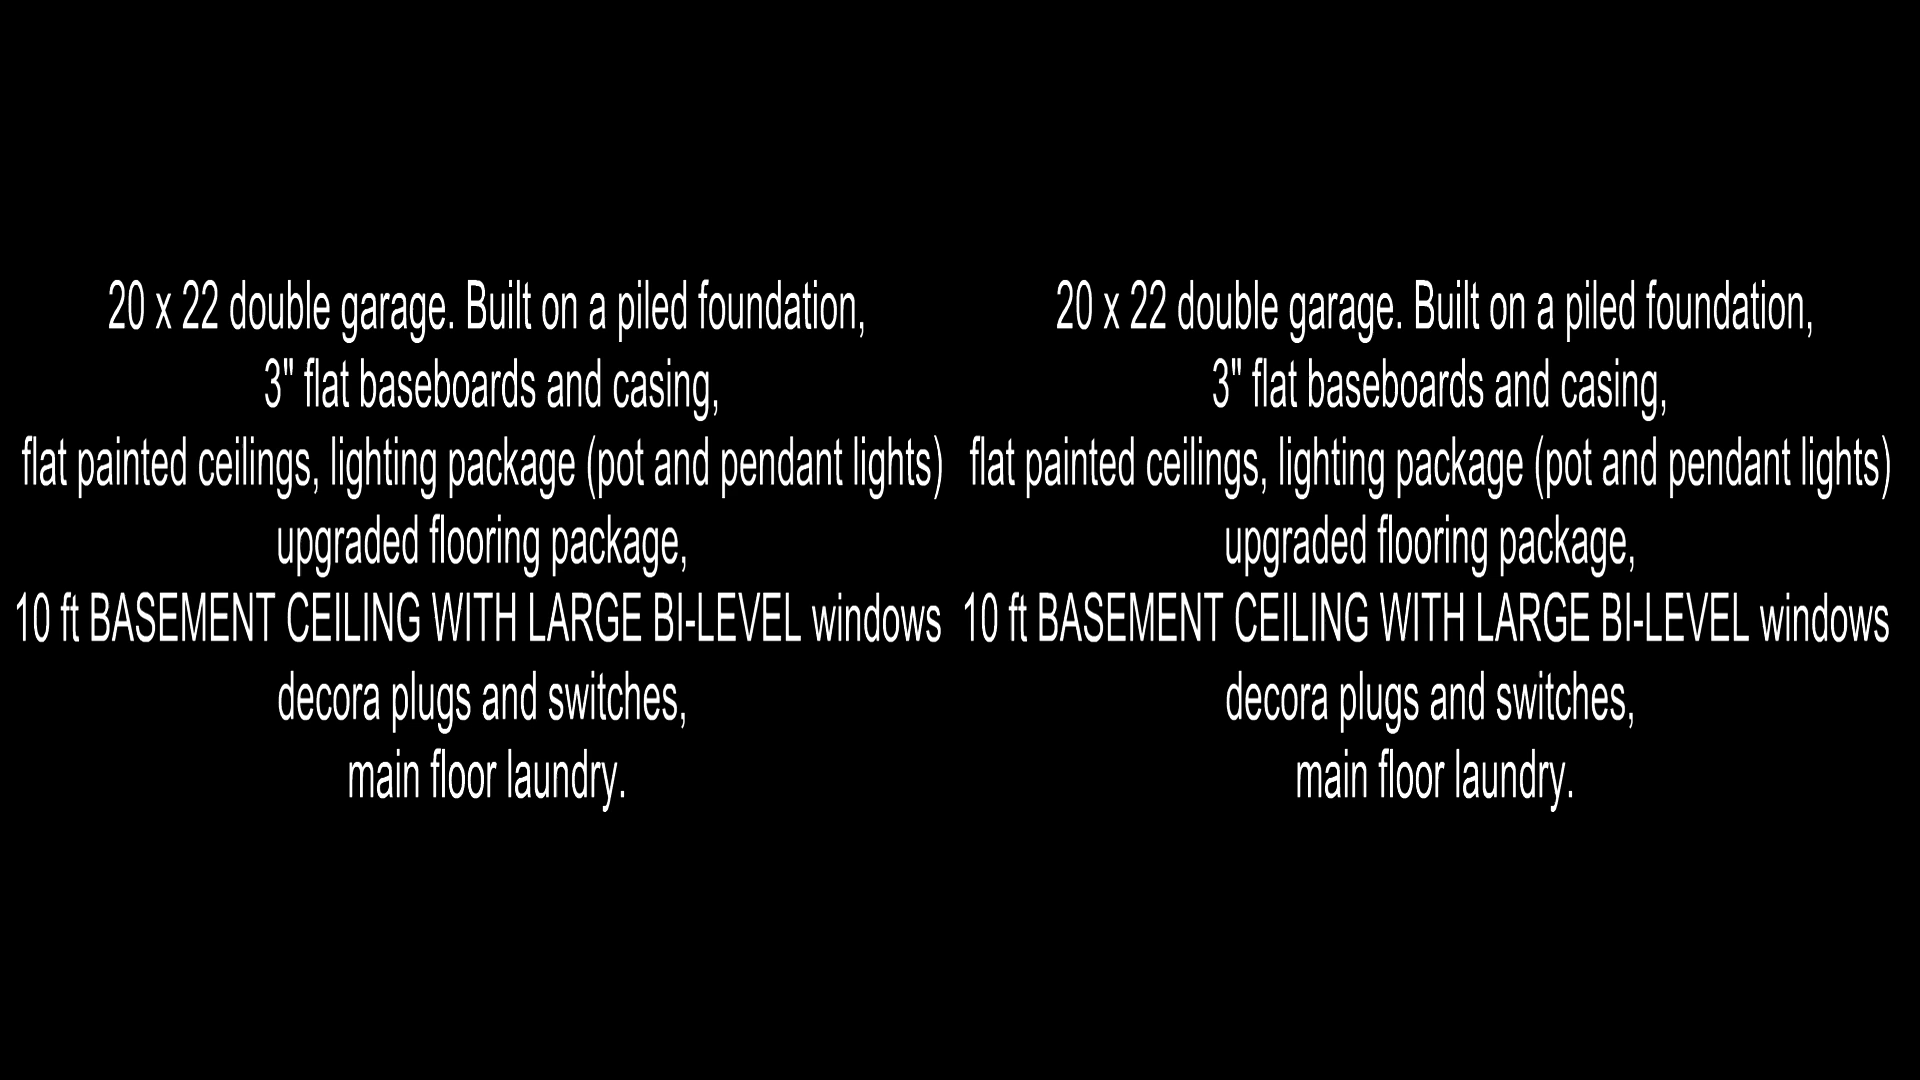 20 x 22 double garage. Built on a piled foundation,
3" flat baseboards and casing,
flat painted ceilings, lighting package (pot and pendant lights)
upgraded flooring package,
10 ft BASEMENT CEILING WITH LARGE BI-LEVEL windows
decora plugs and switches,
main floor laundry.
20 x 22 double garage. Built on a piled foundation,
3" flat baseboards and casing,
flat painted ceilings, lighting package (pot and pendant lights)
upgraded flooring package,
10 ft BASEMENT CEILING WITH LARGE BI-LEVEL windows
decora plugs and switches,
main floor laundry.